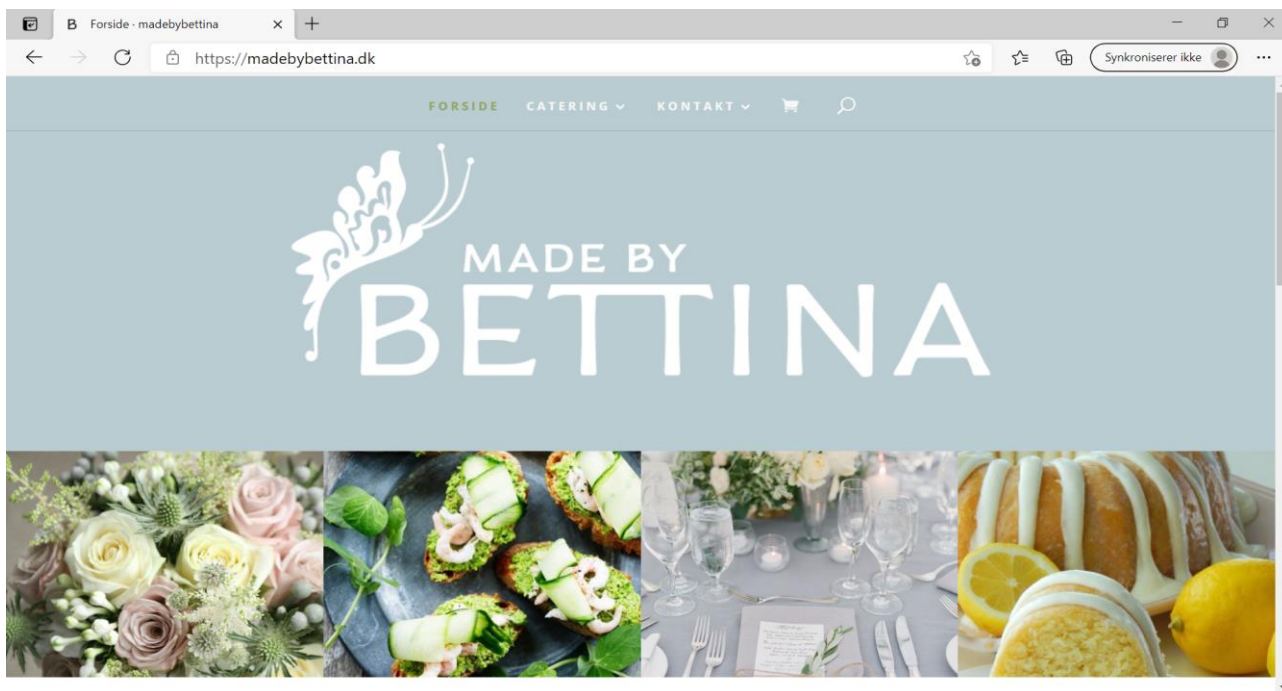 B Forside · madebybettina
https://madebybettina.dk
Synkroniserer ikke
FORSIDE CATERING KONTAKT
MADE BY
BETTINA